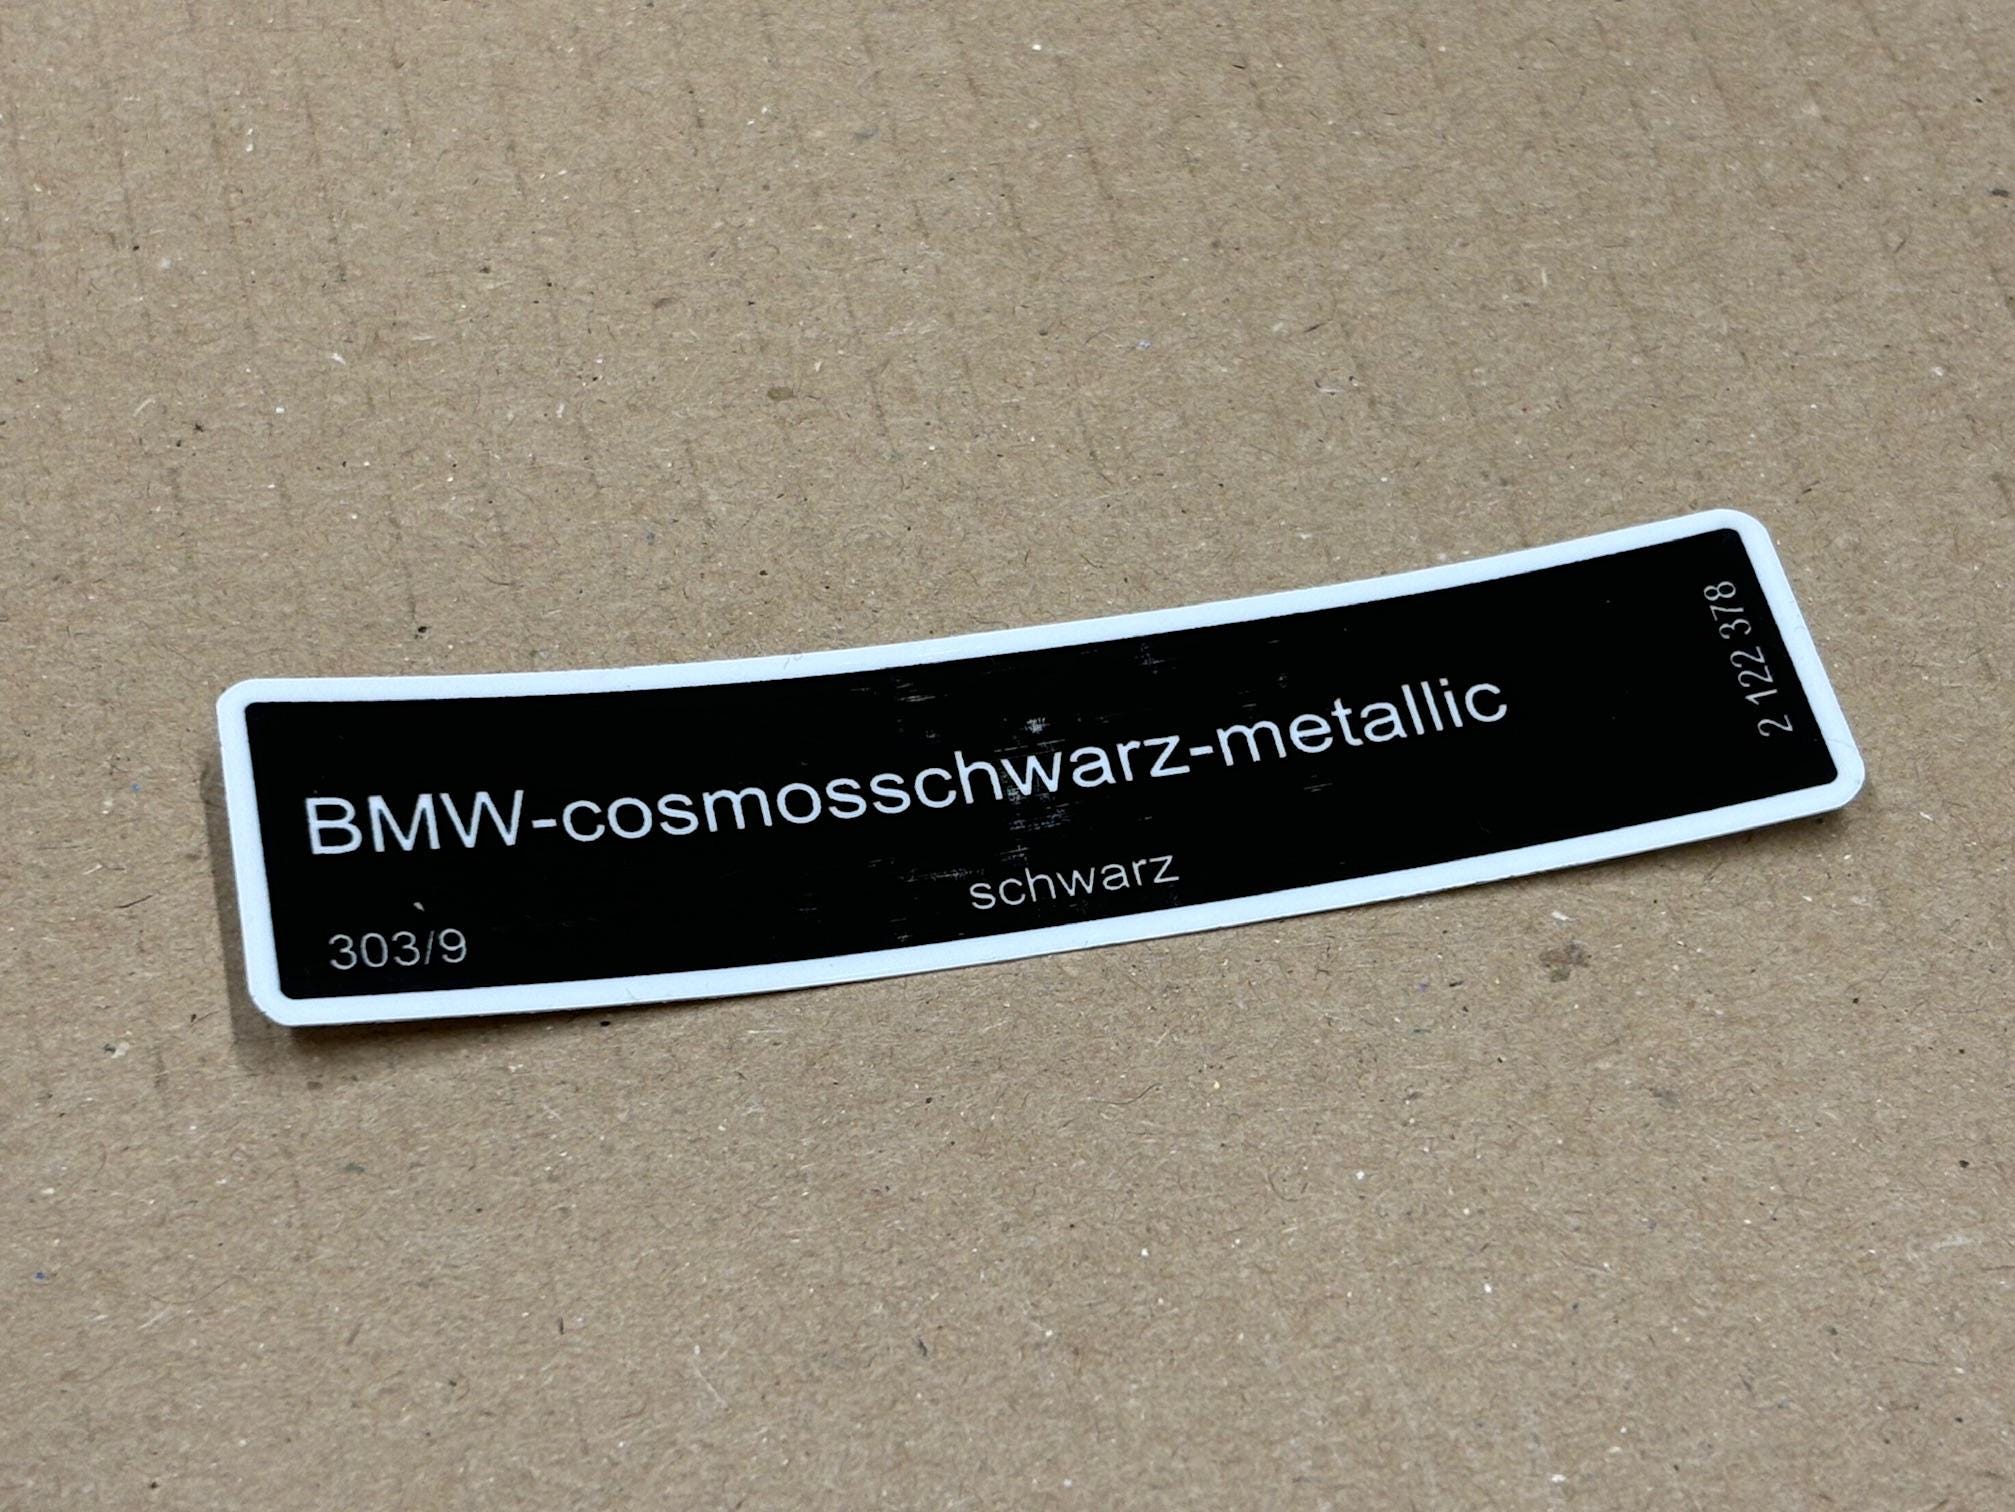 BMW-cosmosschwarz-metallic
schwarz
303/9
2 122 378